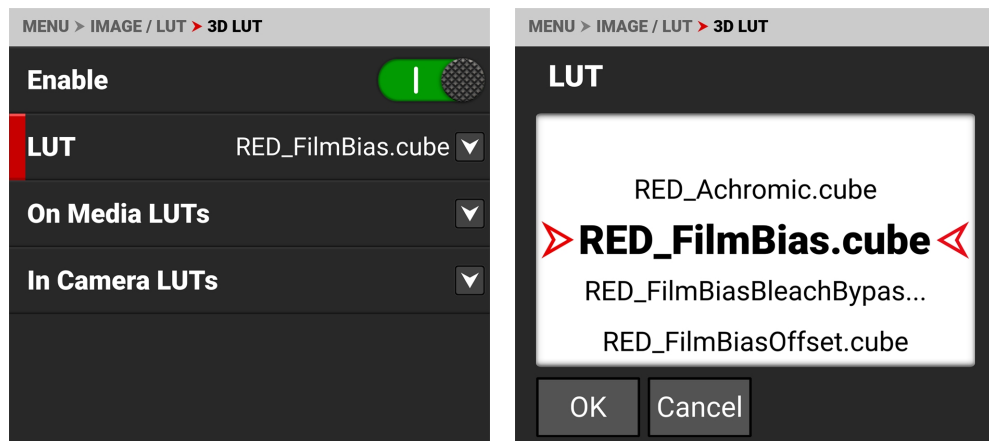 MENU > IMAGE / LUT > 3D LUT
Enable
LUT RED_FilmBias.cube
On Media LUTs
In Camera LUTs
MENU > IMAGE / LUT > 3D LUT
LUT
RED_Achromic.cube
RED_FilmBias.cube
RED_FilmBiasBleachBypas...
RED_FilmBiasOffset.cube
OK Cancel